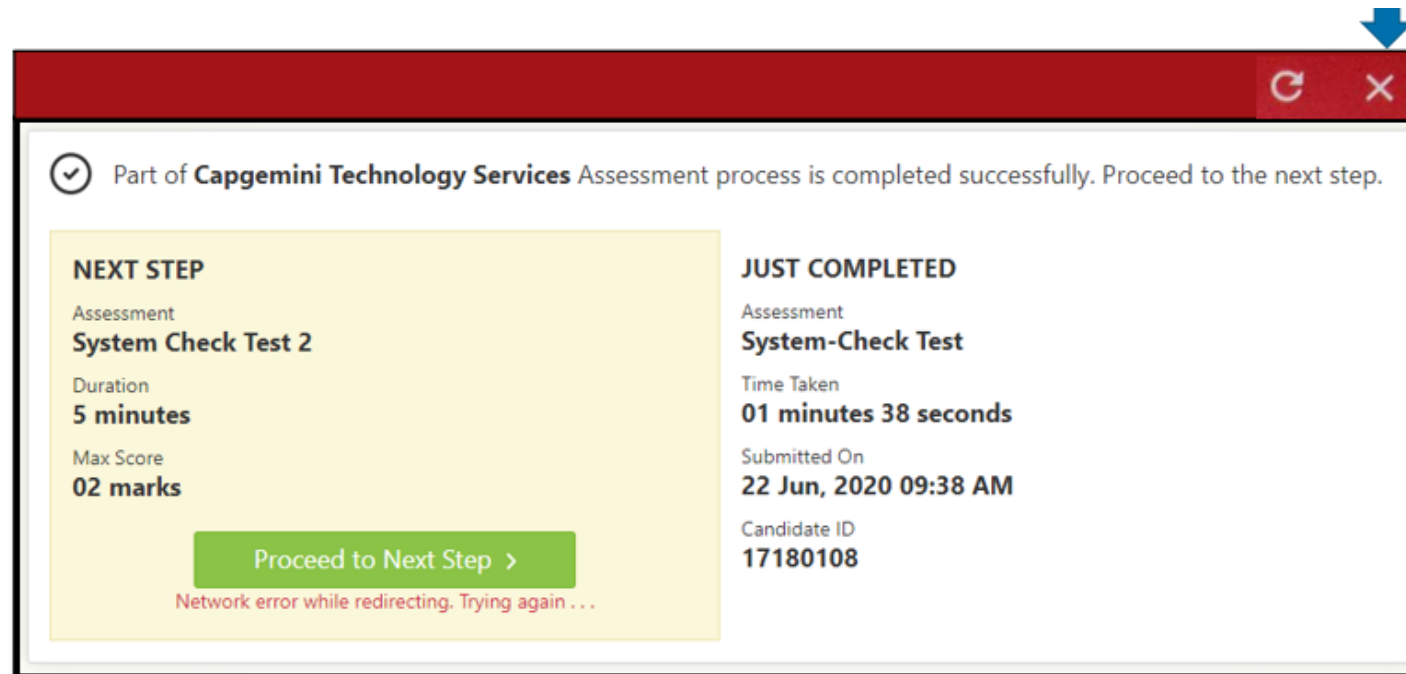 Part of Capgemini Technology Services Assessment process is completed successfully. Proceed to the next step.
NEXT STEP
Assessment
System Check Test 2
Duration
5 minutes
Max Score
02 marks
Proceed to Next Step >
Network error while redirecting. Trying again . . .
JUST COMPLETED
Assessment
System-Check Test
Time Taken
01 minutes 38 seconds
Submitted On
22 Jun, 2020 09:38 AM
Candidate ID
17180108